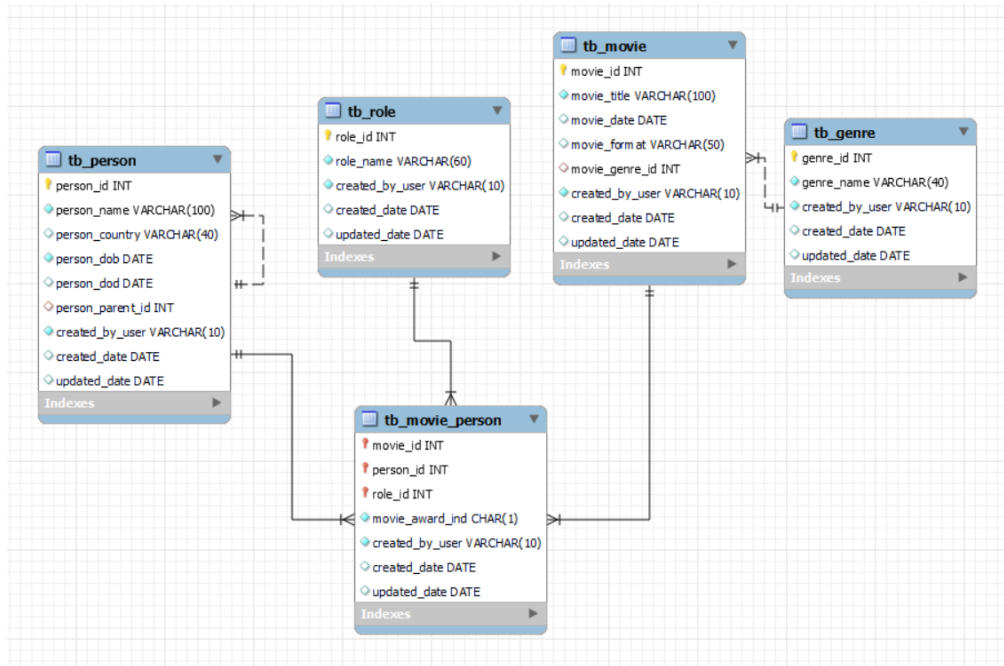 tb_person
person_id INT
person_name VARCHAR(100)
person_country VARCHAR(40)
person_dob DATE
person_dod DATE
person_parent_id INT
created_by_user VARCHAR(10)
created_date DATE
updated_date DATE
Indexes
tb_role
role_id INT
role_name VARCHAR(60)
created_by_user VARCHAR(10)
created_date DATE
updated_date DATE
Indexes
tb_movie
movie_id INT
movie_title VARCHAR(100)
movie_date DATE
movie_format VARCHAR(50)
movie_genre_id INT
created_by_user VARCHAR(10)
created_date DATE
updated_date DATE
Indexes
tb_genre
genre_id INT
genre_name VARCHAR(40)
created_by_user VARCHAR(10)
created_date DATE
updated_date DATE
Indexes
tb_movie_person
movie_id INT
person_id INT
role_id INT
movie_award_ind CHAR(1)
created_by_user VARCHAR(10)
created_date DATE
updated_date DATE
Indexes